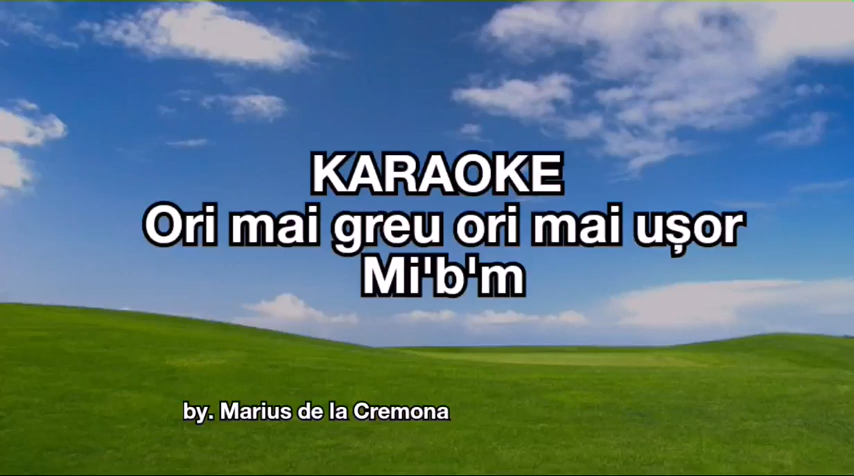 KARAOKE
Ori mai greu ori mai ușor
Mi'b'm
by. Marius de la Cremona